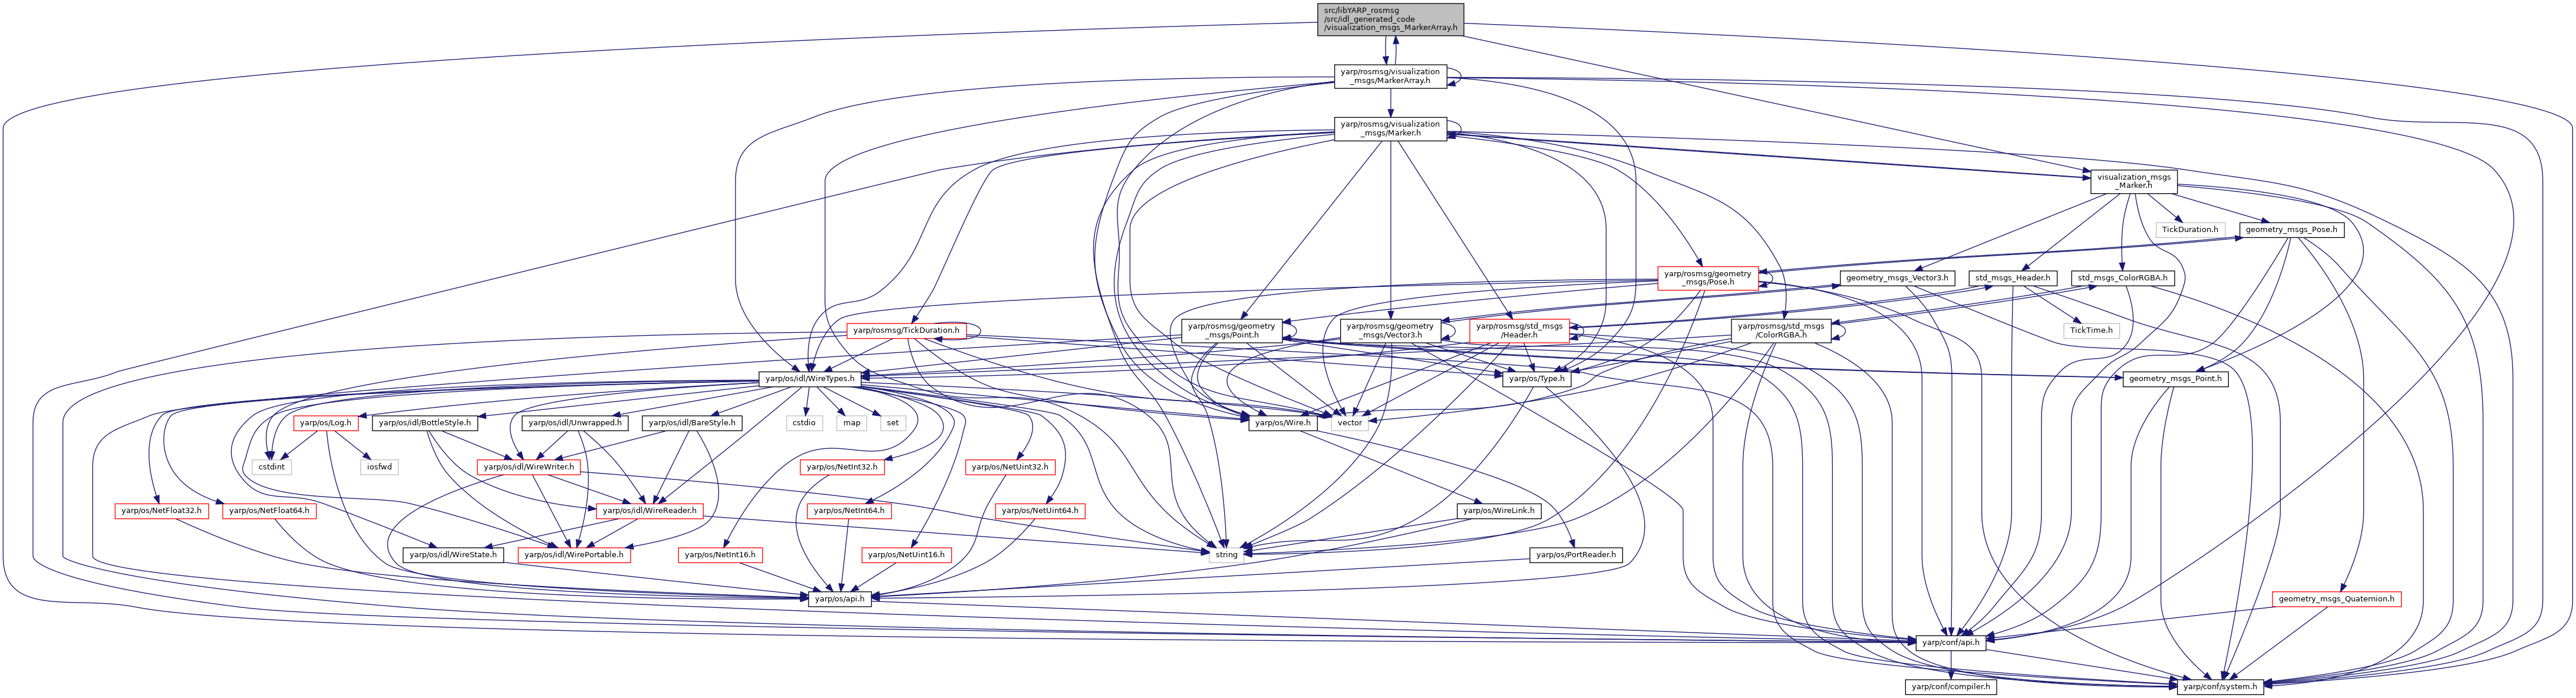 src/libYARP_rosmsg
/src/idl_generated_code
/visualization_msgs_MarkerArray.h
yarp/rosmsg/visualization
_msgs/MarkerArray.h
yarp/rosmsg/visualization
_msgs/Marker.h
visualization_msgs
_Marker.h
TickDuration.h
geometry_msgs_Pose.h
yarp/rosmsg/geometry
_msgs/Pose.h
geometry_msgs_Vector3.h
std_msgs_Header.h
std_msgs_ColorRGBA.h
yarp/rosmsg/TickDuration.h
yarp/rosmsg/geometry
_msgs/Point.h
yarp/rosmsg/geometry
_msgs/Vector3.h
yarp/rosmsg/std_msgs
/Header.h
yarp/rosmsg/std_msgs
/ColorRGBA.h
TickTime.h
yarp/os/idl/WireTypes.h
yarp/os/Type.h
geometry_msgs_Point.h
yarp/os/Log.h
yarp/os/idl/BottleStyle.h
yarp/os/idl/Unwrapped.h
yarp/os/idl/BareStyle.h
cstdio
map
set
yarp/os/Wire.h
vector
cstdint
iosfwd
yarp/os/idl/WireWriter.h
yarp/os/NetInt32.h
yarp/os/NetUint32.h
yarp/os/NetFloat32.h
yarp/os/NetFloat64.h
yarp/os/idl/WireReader.h
yarp/os/NetInt64.h
yarp/os/NetUint64.h
yarp/os/WireLink.h
yarp/os/idl/WireState.h
yarp/os/idl/WirePortable.h
yarp/os/NetInt16.h
yarp/os/NetUint16.h
string
yarp/os/PortReader.h
yarp/os/api.h
geometry_msgs_Quaternion.h
yarp/conf/api.h
yarp/conf/compiler.h
yarp/conf/system.h